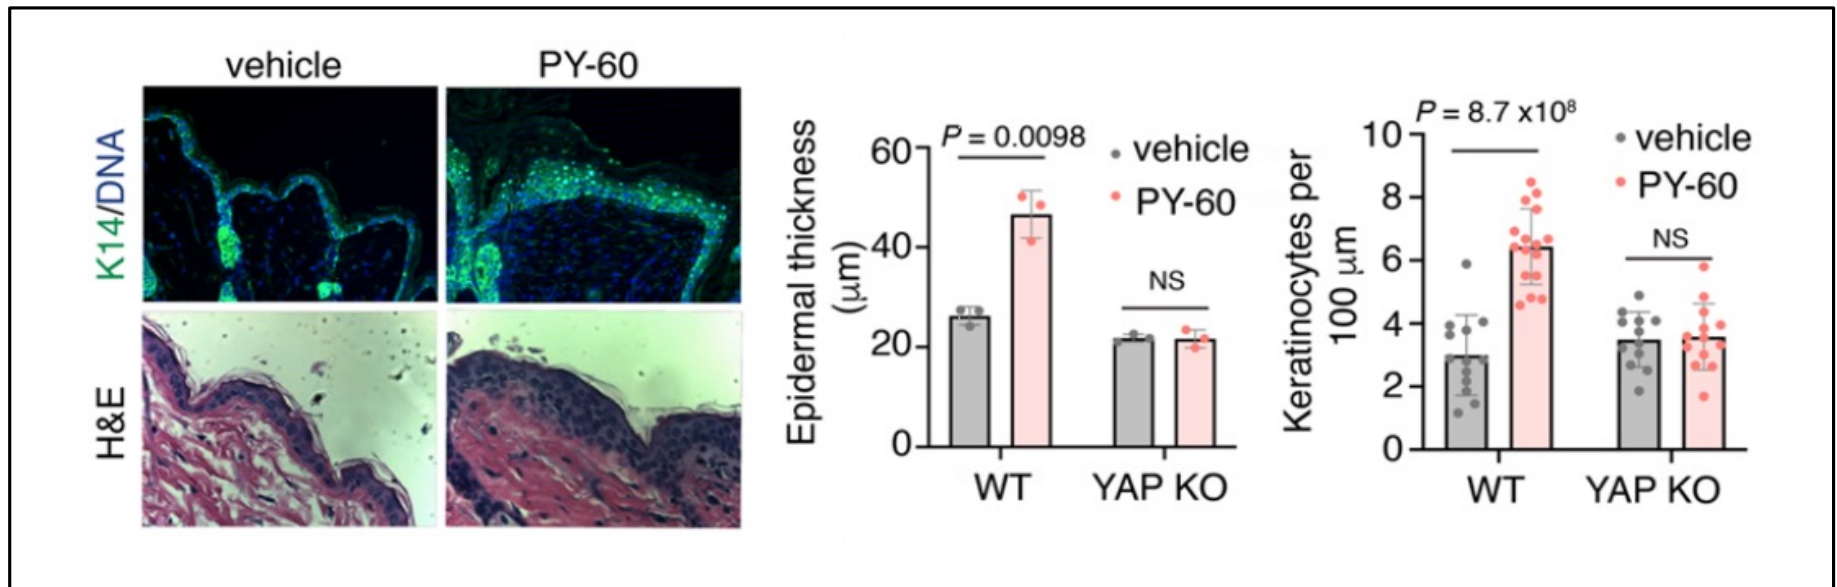 vehicle
PY-60
K14/DNA
H&E
Epidermal thickness
(μm)
60
40
20
0
P = 0.0098
vehicle
PY-60
NS
WT
YAP KO
Keratinocytes per
100 μm
10
8
6
4
2
0
P = 8.7 x10⁸
vehicle
PY-60
NS
WT
YAP KO